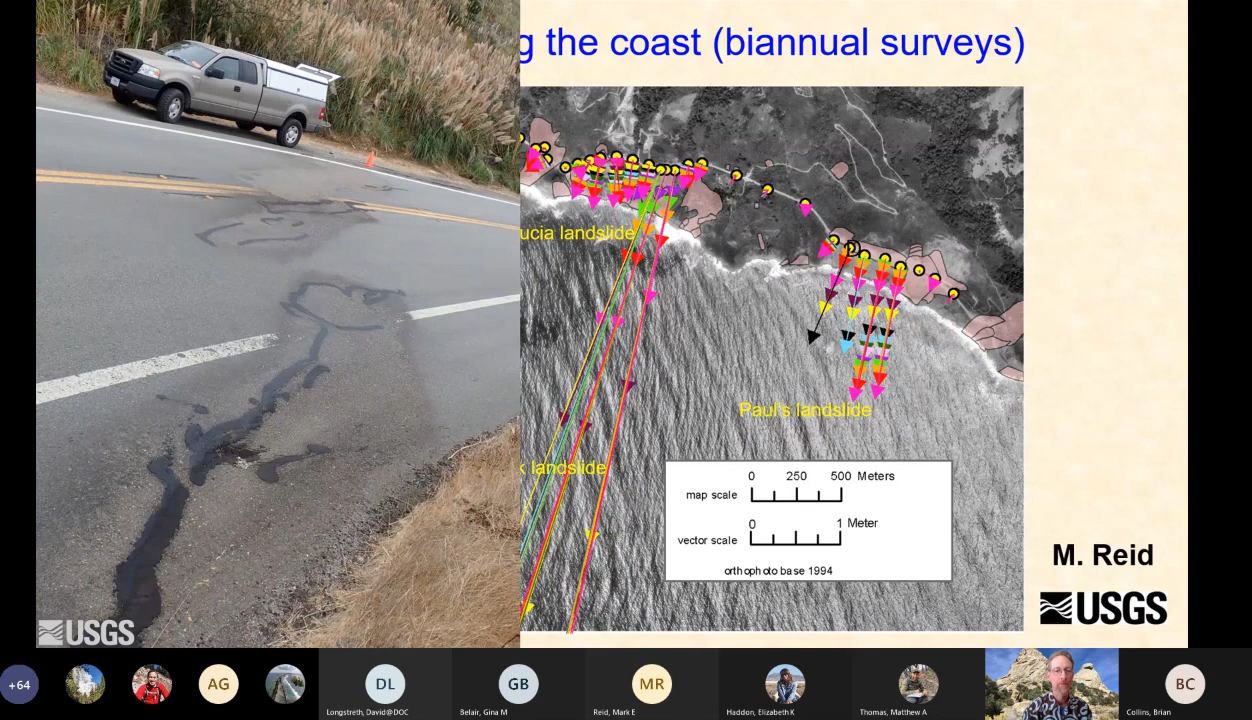 g the coast (biannual surveys)
ucia landslide
Paul's landslide
k landslide
0 250 500 Meters
map scale
0 1 Meter
vector scale
orthophoto base 1994
M. Reid
USGS
USGS
+64
AG
DL
GB
MR
BC
Longstreth, David@DOC
Belair, Gina M
Reid, Mark E
Haddon, Elizabeth K
Thomas, Matthew A
Collins, Brian